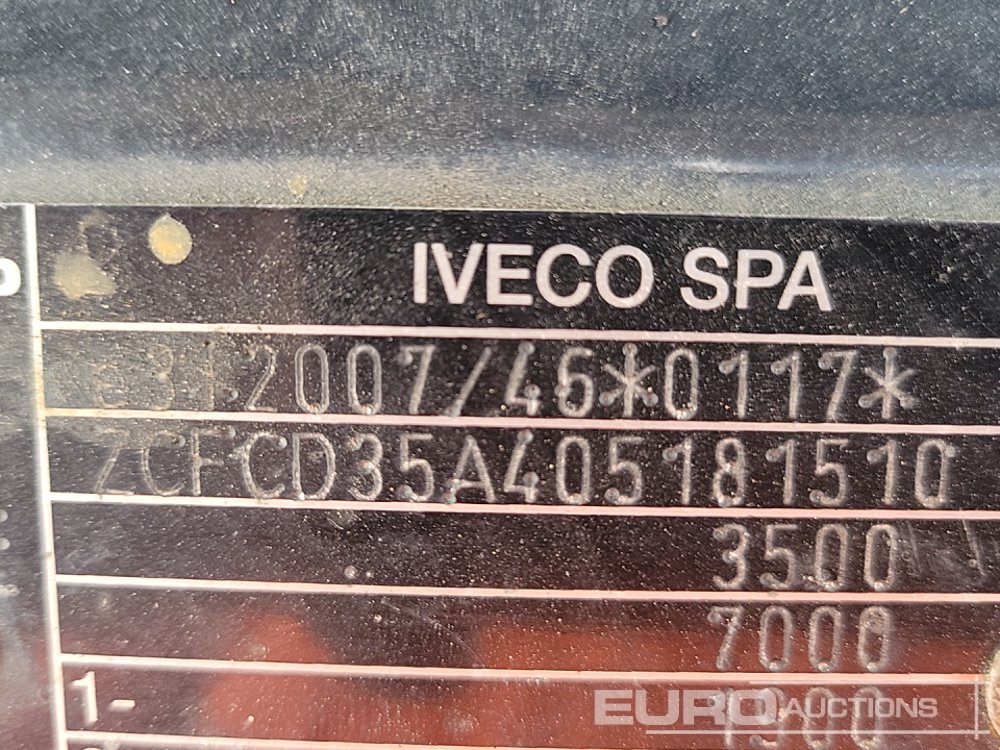 IVECO SPA
2007/46*0117*
ZCFCD35A405181510
3500
7000
1-
EURO AUCTIONS